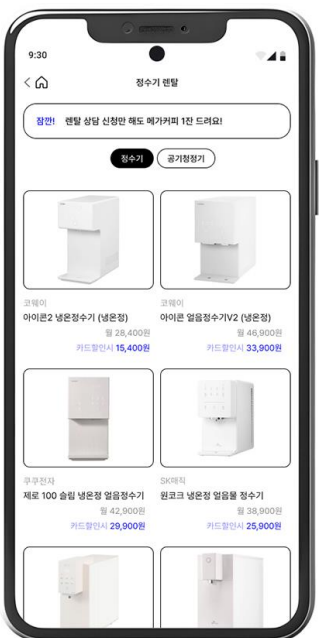 9:30
정수기 렌탈
잠깐! 렌탈 상담 신청만 해도 메가커피 1잔 드려요!
정수기 공기청정기
코웨이 코웨이
아이콘2 냉온정수기 (냉온정) 아이콘 얼음정수기V2 (냉온정)
월 28,400원 월 46,900원
카드할인시 15,400원 카드할인시 33,900원
쿠쿠전자 SK매직
제로 100 슬림 냉온정 얼음정수기 원코크 냉온정 얼음물 정수기
월 42,900원 월 38,900원
카드할인시 29,900원 카드할인시 25,900원